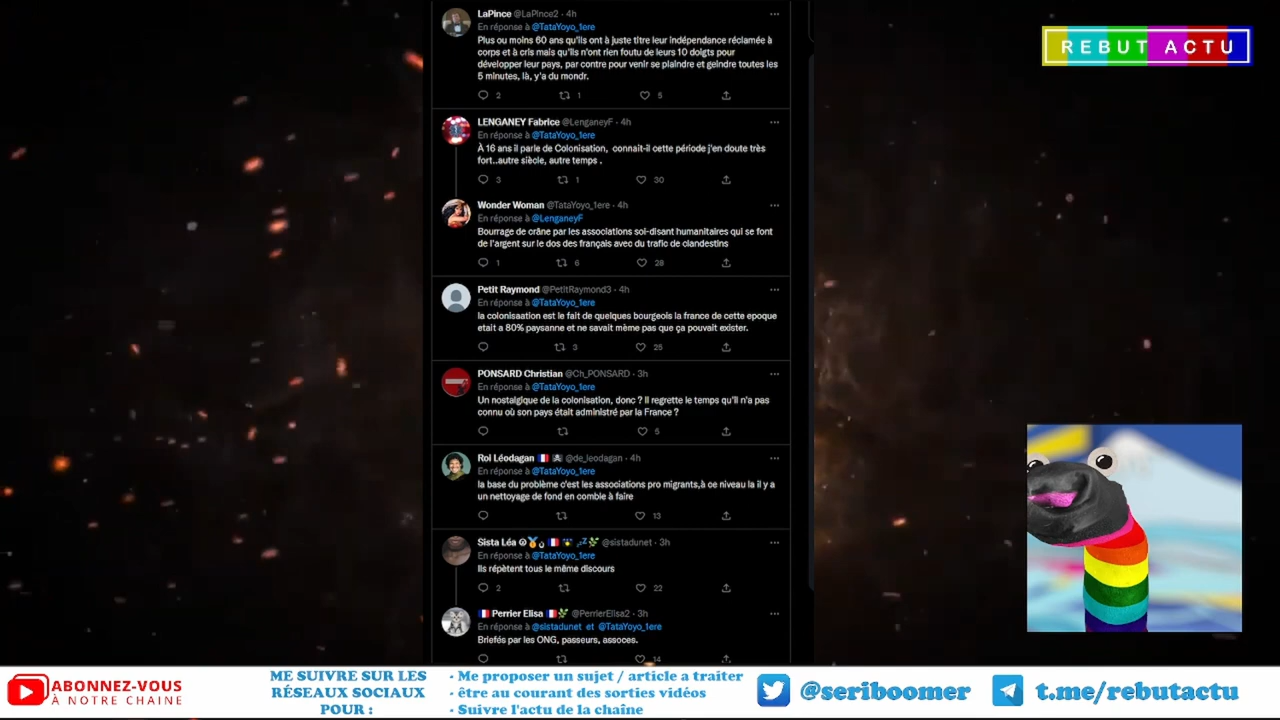 LaPince @LaPince2 · 4h
En réponse à @TataYoyo_1ere
Plus ou moins 60 ans qu'ils ont à juste titre leur indépendance réclamée à
corps et à cris mais qu'ils n'ont rien foutu de leurs 10 doigts pour
développer leur pays, par contre pour venir se plaindre et geindre toutes les
5 minutes, là, y'a du mondr.
2 1 5
LENGANEY Fabrice @LenganeyF · 4h
En réponse à @TataYoyo_1ere
À 16 ans il parle de Colonisation, connait-il cette période j'en doute très
fort..autre siècle, autre temps .
3 1 30
Wonder Woman @TataYoyo_1ere · 4h
En réponse à @LenganeyF
Bourrage de crâne par les associations soi-disant humanitaires qui se font
de l'argent sur le dos des français avec du trafic de clandestins
1 6 28
Petit Raymond @PetitRaymond3 · 4h
En réponse à @TataYoyo_1ere
la colonisaation est le fait de quelques bourgeois la france de cette epoque
etait a 80% paysanne et ne savait mème pas que ça pouvait exister.
3 25
PONSARD Christian @Ch_PONSARD · 3h
En réponse à @TataYoyo_1ere
Un nostalgique de la colonisation, donc ? Il regrette le temps qu'il n'a pas
connu où son pays était administré par la France ?
5
Roi Léodagan @de_leodagan · 4h
En réponse à @TataYoyo_1ere
la base du problème c'est les associations pro migrants,à ce niveau la il y a
un nettoyage de fond en comble à faire
13
Sista Léa @sistadunet · 3h
En réponse à @TataYoyo_1ere
Ils répètent tous le même discours
2 22
Perrier Elisa @PerrierElisa2 · 3h
En réponse à @sistadunet et @TataYoyo_1ere
Briefés par les ONG, passeurs, assoces.
14
REBUT ACTU
ABONNEZ-VOUS
À NOTRE CHAINE
ME SUIVRE SUR LES
RÉSEAUX SOCIAUX
POUR :
- Me proposer un sujet / article a traiter
- être au courant des sorties vidéos
- Suivre l'actu de la chaîne
@seriboomer
t.me/rebutactu